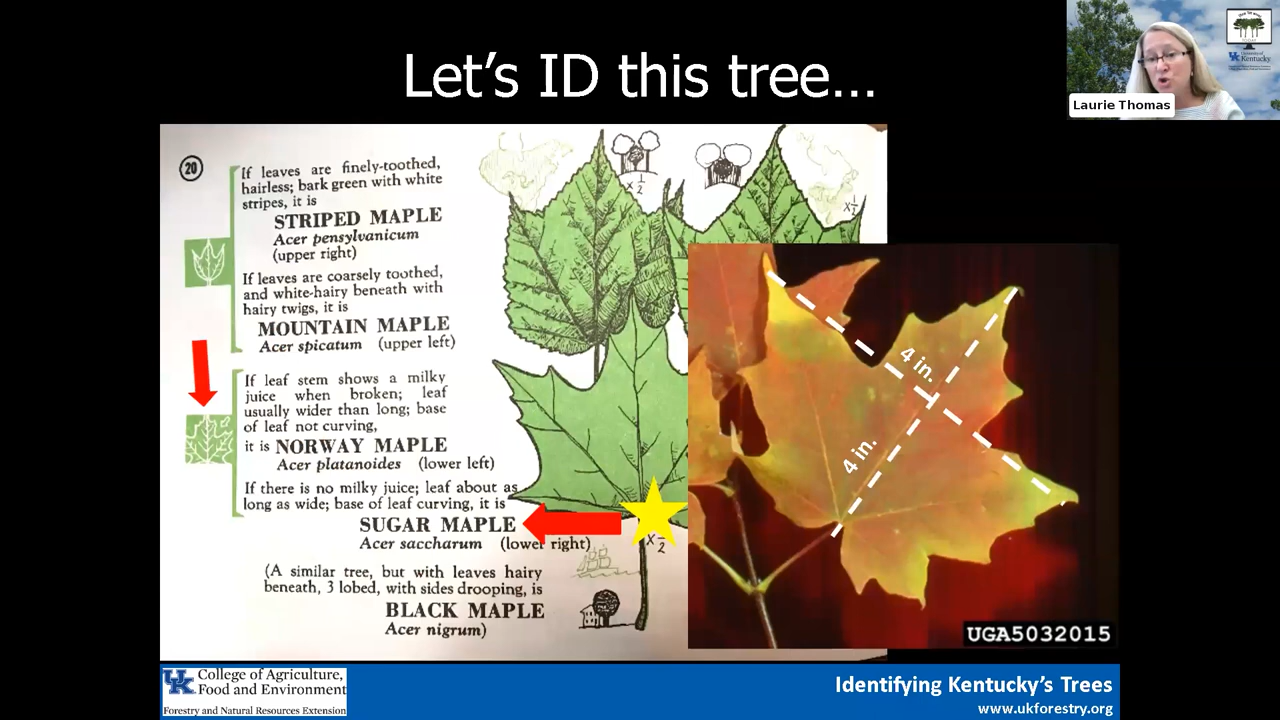 Let's ID this tree...
Laurie Thomas
20
If leaves are finely-toothed,
hairless; bark green with white
stripes, it is
STRIPED MAPLE
Acer pensylvanicum
(upper right)
If leaves are coarsely toothed,
and white-hairy beneath with
hairy twigs, it is
MOUNTAIN MAPLE
Acer spicatum (upper left)
If leaf stem shows a milky
juice when broken; leaf
usually wider than long; base
of leaf not curving,
it is NORWAY MAPLE
Acer platanoides (lower left)
If there is no milky juice; leaf about as
long as wide; base of leaf curving, it is
SUGAR MAPLE
Acer saccharum (lower right)
(A similar tree, but with leaves hairy
beneath, 3 lobed, with sides drooping, is
BLACK MAPLE
Acer nigrum)
x 1/2
x 1/2
4 in.
4 in.
UGA5032015
UK College of Agriculture,
Food and Environment
Forestry and Natural Resources Extension
Identifying Kentucky's Trees
www.ukforestry.org